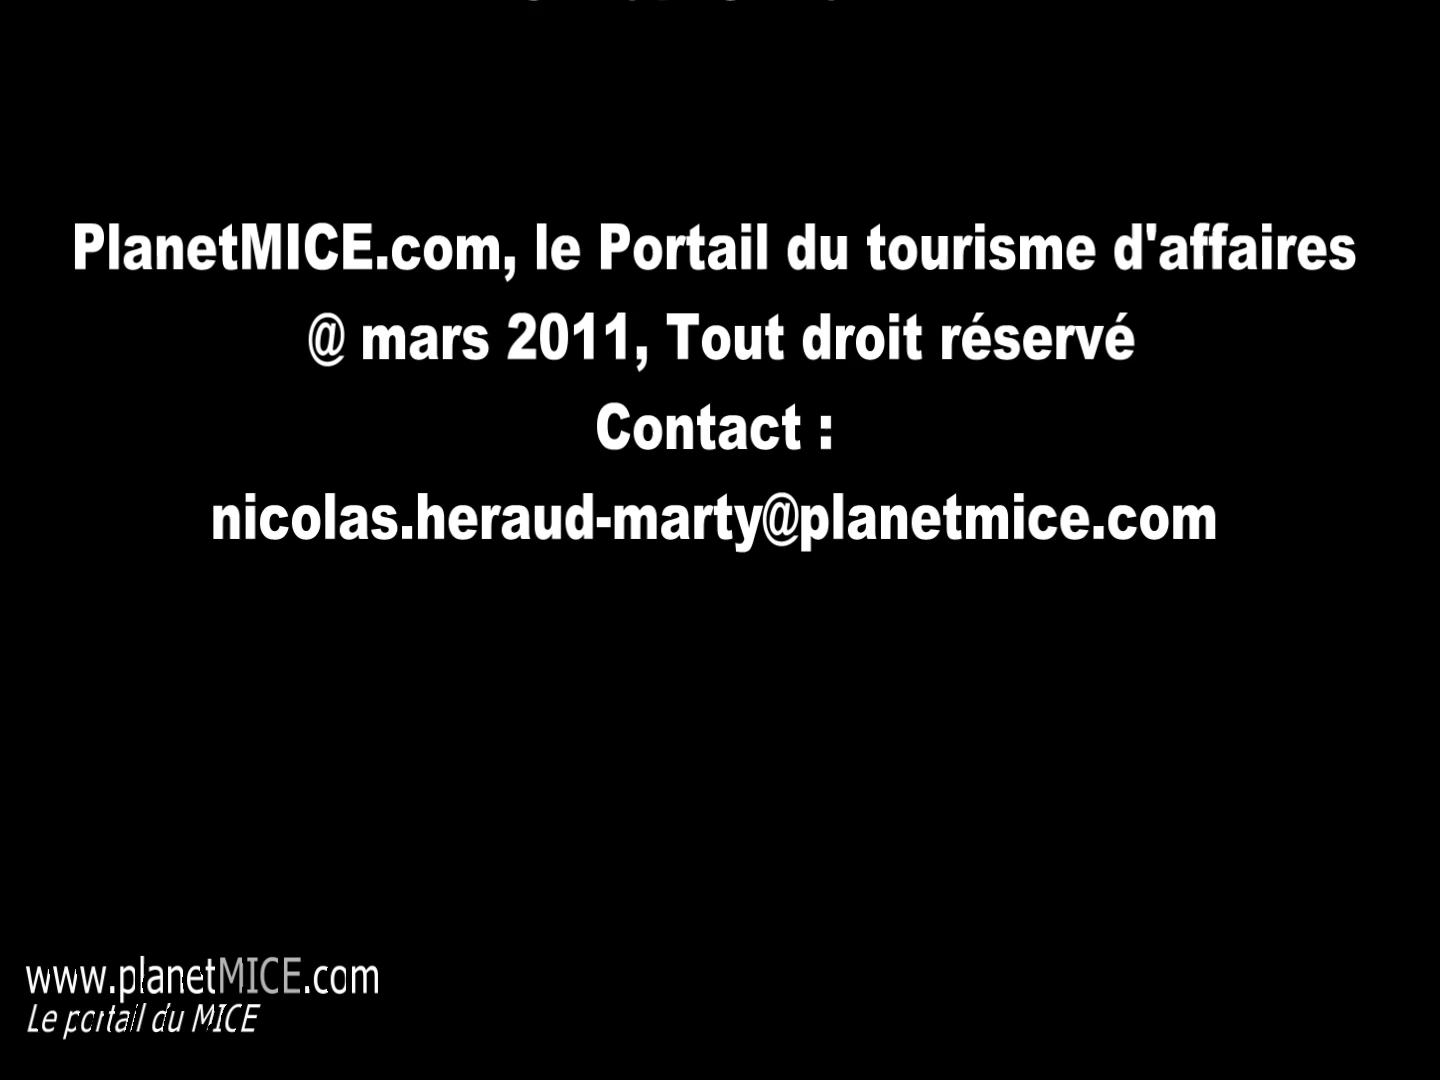 PlanetMICE.com, le Portail du tourisme d'affaires
@ mars 2011, Tout droit réservé
Contact :
nicolas.heraud-marty@planetmice.com
www.planetMICE.com
Le portail du MICE